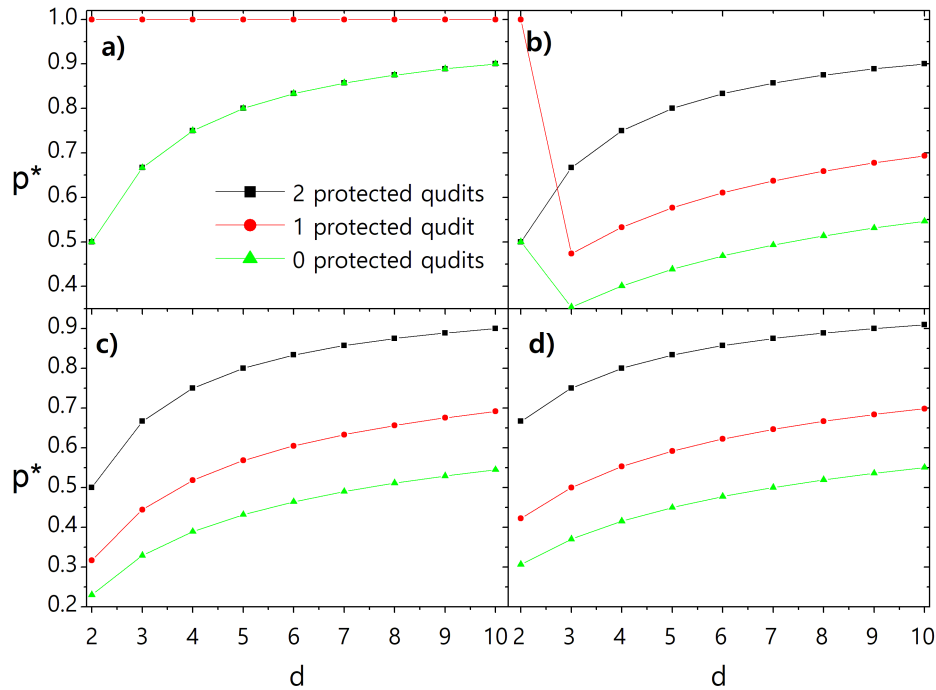 a)
b)
1.0
0.9
0.8
0.7
0.6
0.5
0.4
p*
2 protected qudits
1 protected qudit
0 protected qudits
c)
d)
0.9
0.8
0.7
0.6
0.5
0.4
0.3
0.2
p*
2 3 4 5 6 7 8 9 10 2 3 4 5 6 7 8 9 10
d d